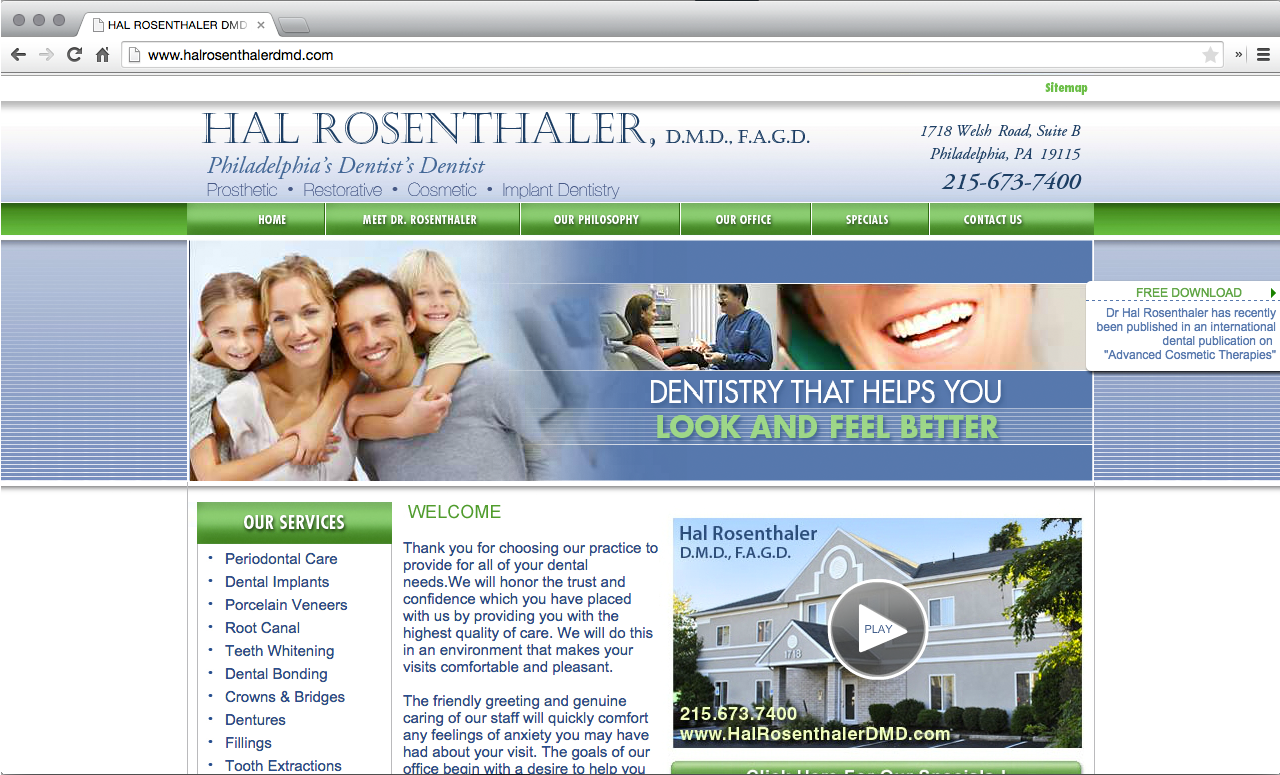 HAL ROSENTHALER DMD
www.halrosenthalerdmd.com
Sitemap
HAL ROSENTHALER, D.M.D., F.A.G.D.
Philadelphia's Dentist's Dentist
Prosthetic • Restorative • Cosmetic • Implant Dentistry
1718 Welsh Road, Suite B
Philadelphia, PA 19115
215-673-7400
HOME MEET DR. ROSENTHALER OUR PHILOSOPHY OUR OFFICE SPECIALS CONTACT US
FREE DOWNLOAD
Dr Hal Rosenthaler has recently
been published in an international
dental publication on
"Advanced Cosmetic Therapies"
DENTISTRY THAT HELPS YOU
LOOK AND FEEL BETTER
OUR SERVICES
• Periodontal Care
• Dental Implants
• Porcelain Veneers
• Root Canal
• Teeth Whitening
• Dental Bonding
• Crowns & Bridges
• Dentures
• Fillings
• Tooth Extractions
WELCOME
Thank you for choosing our practice to
provide for all of your dental
needs.We will honor the trust and
confidence which you have placed
with us by providing you with the
highest quality of care. We will do this
in an environment that makes your
visits comfortable and pleasant.
The friendly greeting and genuine
caring of our staff will quickly comfort
any feelings of anxiety you may have
had about your visit. The goals of our
office begin with a desire to help you
Hal Rosenthaler
D.M.D., F.A.G.D.
PLAY
1718
215.673.7400
www.HalRosenthalerDMD.com
Click Here For Our Specials !